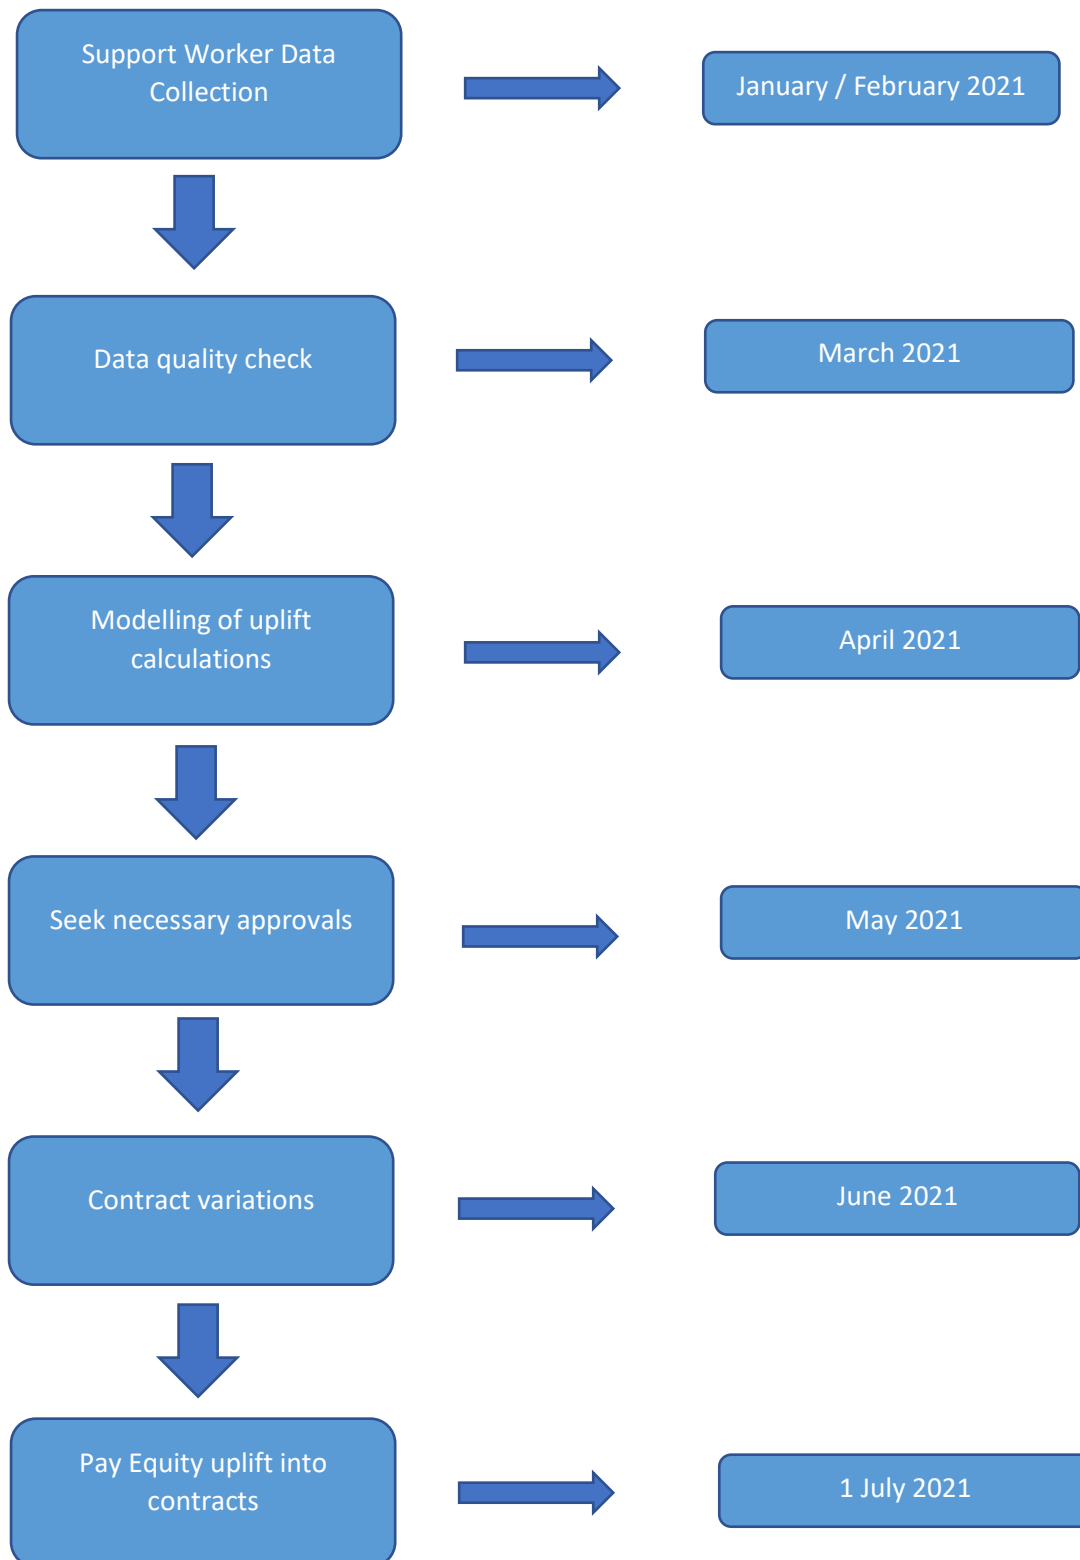 Support Worker Data
Collection
January / February 2021
Data quality check
March 2021
Modelling of uplift
calculations
April 2021
Seek necessary approvals
May 2021
Contract variations
June 2021
Pay Equity uplift into
contracts
1 July 2021